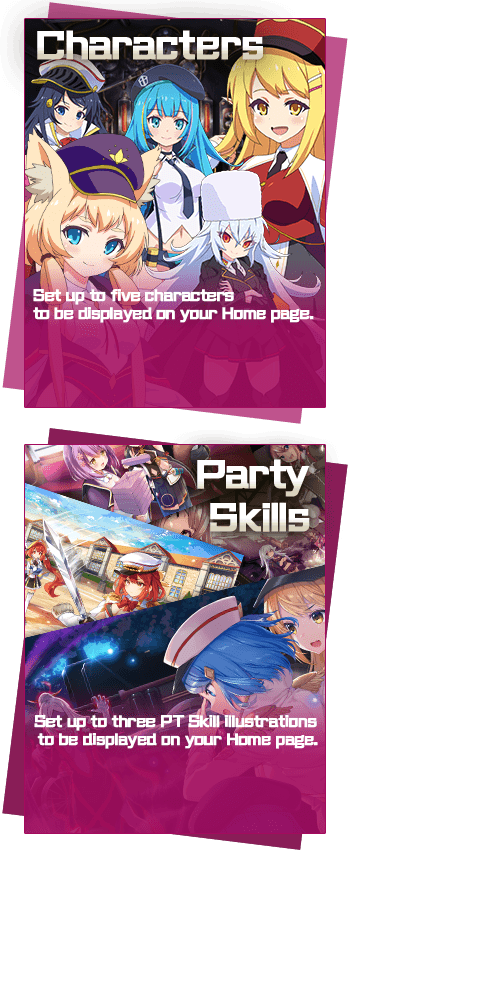 Characters
Set up to five characters
to be displayed on your Home page.
Party
Skills
Set up to three PT Skill illustrations
to be displayed on your Home page.